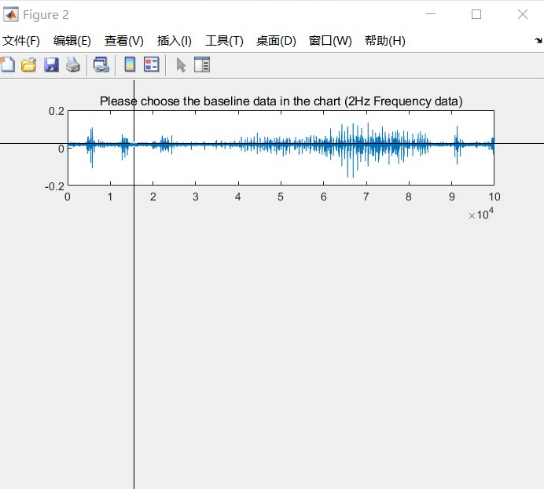 Figure 2
文件(F) 编辑(E) 查看(V) 插入(I) 工具(T) 桌面(D) 窗口(W) 帮助(H)
Please choose the baseline data in the chart (2Hz Frequency data)
0.2
0
-0.2
0 1 2 3 4 5 6 7 8 9 10
×10⁴